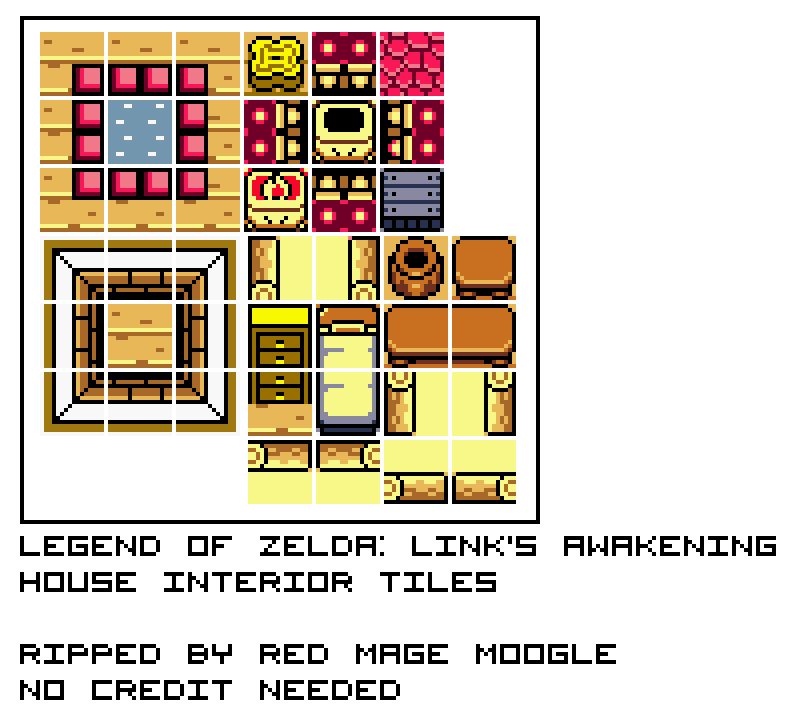 LEGEND OF ZELDA: LINK'S AWAKENING
HOUSE INTERIOR TILES
RIPPED BY RED MAGE MOOGLE
NO CREDIT NEEDED